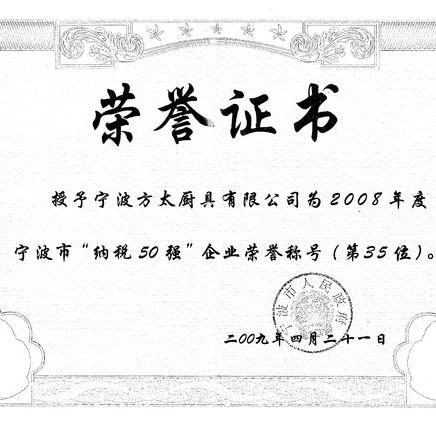 荣誉证书
授予宁波方太厨具有限公司为2008年度
宁波市“纳税50强”企业荣誉称号(第35位)。
宁波市人民政府
二00九年四月二十一日